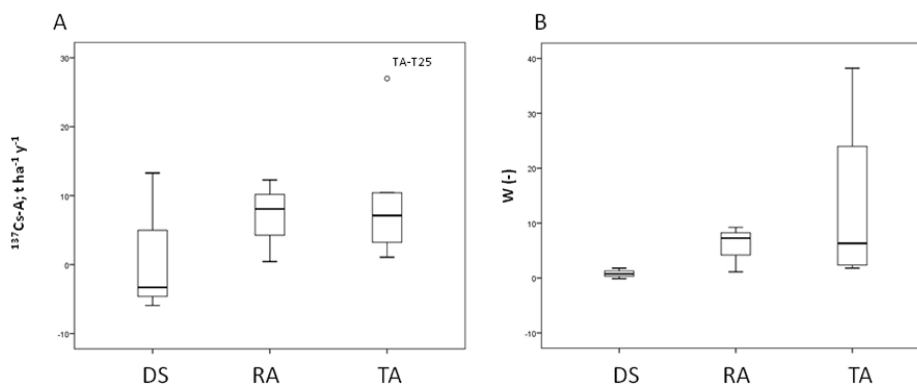 A
¹³⁷Cs-A; t ha⁻¹ y⁻¹
30
20
10
0
-10
TA-T25
DS RA TA
B
W (-)
40
30
20
10
0
-10
DS RA TA